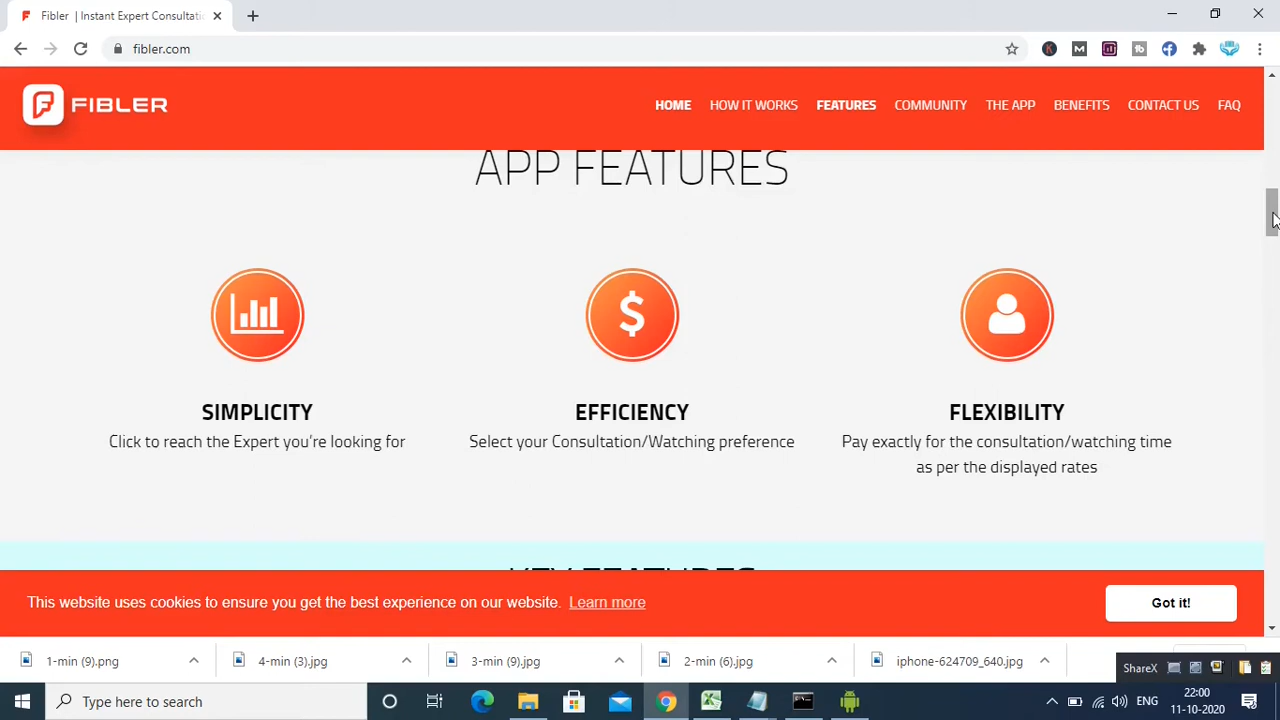 Fibler | Instant Expert Consultati
fibler.com
FIBLER
HOME HOW IT WORKS FEATURES COMMUNITY THE APP BENEFITS CONTACT US FAQ
APP FEATURES
SIMPLICITY
Click to reach the Expert you're looking for
EFFICIENCY
Select your Consultation/Watching preference
FLEXIBILITY
Pay exactly for the consultation/watching time
as per the displayed rates
KEY FEATURES
This website uses cookies to ensure you get the best experience on our website. Learn more
Got it!
1-min (9).png
4-min (3).jpg
3-min (9).jpg
2-min (6).jpg
iphone-624709_640.jpg
ShareX
Type here to search
ENG
22:00
11-10-2020